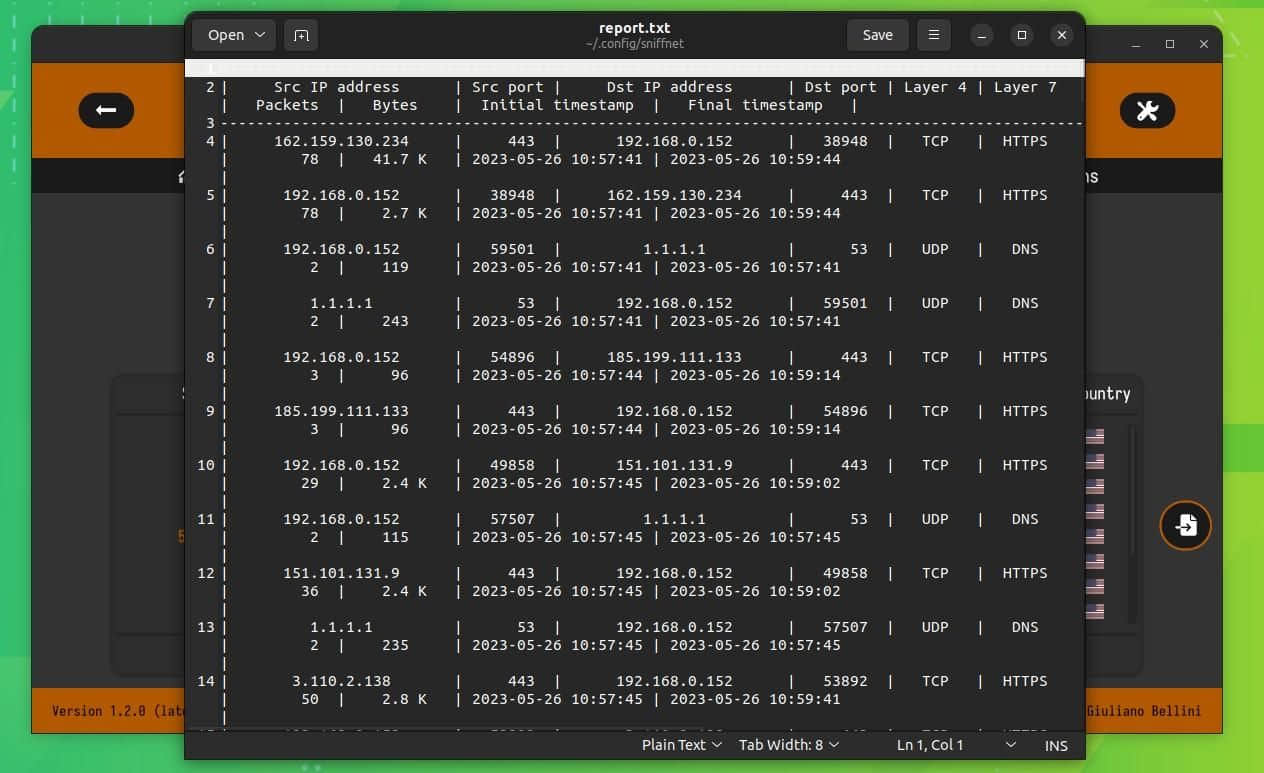 Open
report.txt
~/.config/sniffnet
Save
1
2| Src IP address | Src port | Dst IP address | Dst port | Layer 4 | Layer 7
| Packets | Bytes | Initial timestamp | Final timestamp |
3-----------------------------------------------------------------------------------------------
4| 162.159.130.234 | 443 | 192.168.0.152 | 38948 | TCP | HTTPS
| 78 | 41.7 K | 2023-05-26 10:57:41 | 2023-05-26 10:59:44
|
5| 192.168.0.152 | 38948 | 162.159.130.234 | 443 | TCP | HTTPS
| 78 | 2.7 K | 2023-05-26 10:57:41 | 2023-05-26 10:59:44
|
6| 192.168.0.152 | 59501 | 1.1.1.1 | 53 | UDP | DNS
| 2 | 119 | 2023-05-26 10:57:41 | 2023-05-26 10:57:41
|
7| 1.1.1.1 | 53 | 192.168.0.152 | 59501 | UDP | DNS
| 2 | 243 | 2023-05-26 10:57:41 | 2023-05-26 10:57:41
|
8| 192.168.0.152 | 54896 | 185.199.111.133 | 443 | TCP | HTTPS
| 3 | 96 | 2023-05-26 10:57:44 | 2023-05-26 10:59:14
|
9| 185.199.111.133 | 443 | 192.168.0.152 | 54896 | TCP | HTTPS
| 3 | 96 | 2023-05-26 10:57:44 | 2023-05-26 10:59:14
|
10| 192.168.0.152 | 49858 | 151.101.131.9 | 443 | TCP | HTTPS
| 29 | 2.4 K | 2023-05-26 10:57:45 | 2023-05-26 10:59:02
|
11| 192.168.0.152 | 57507 | 1.1.1.1 | 53 | UDP | DNS
| 2 | 115 | 2023-05-26 10:57:45 | 2023-05-26 10:57:45
|
12| 151.101.131.9 | 443 | 192.168.0.152 | 49858 | TCP | HTTPS
| 36 | 2.4 K | 2023-05-26 10:57:45 | 2023-05-26 10:59:02
|
13| 1.1.1.1 | 53 | 192.168.0.152 | 57507 | UDP | DNS
| 2 | 235 | 2023-05-26 10:57:45 | 2023-05-26 10:57:45
|
14| 3.110.2.138 | 443 | 192.168.0.152 | 53892 | TCP | HTTPS
| 50 | 2.8 K | 2023-05-26 10:57:45 | 2023-05-26 10:59:41
|
Plain Text Tab Width: 8 Ln 1, Col 1 INS
ns
ountry
5
Version 1.2.0 (lat
Giuliano Bellini